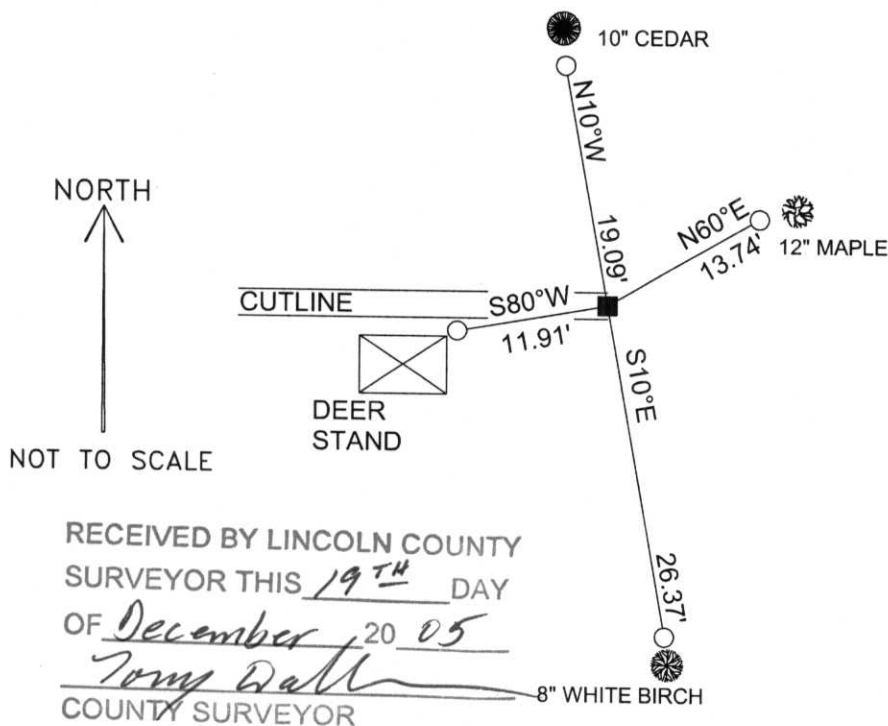 10" CEDAR
N10°W
19.09'
NORTH
N60°E
13.74'
12" MAPLE
CUTLINE
S80°W
11.91'
S10°E
26.37'
DEER
STAND
NOT TO SCALE
RECEIVED BY LINCOLN COUNTY
SURVEYOR THIS 19TH DAY
OF December 20 05
Tony Dall
8" WHITE BIRCH
COUNTY SURVEYOR